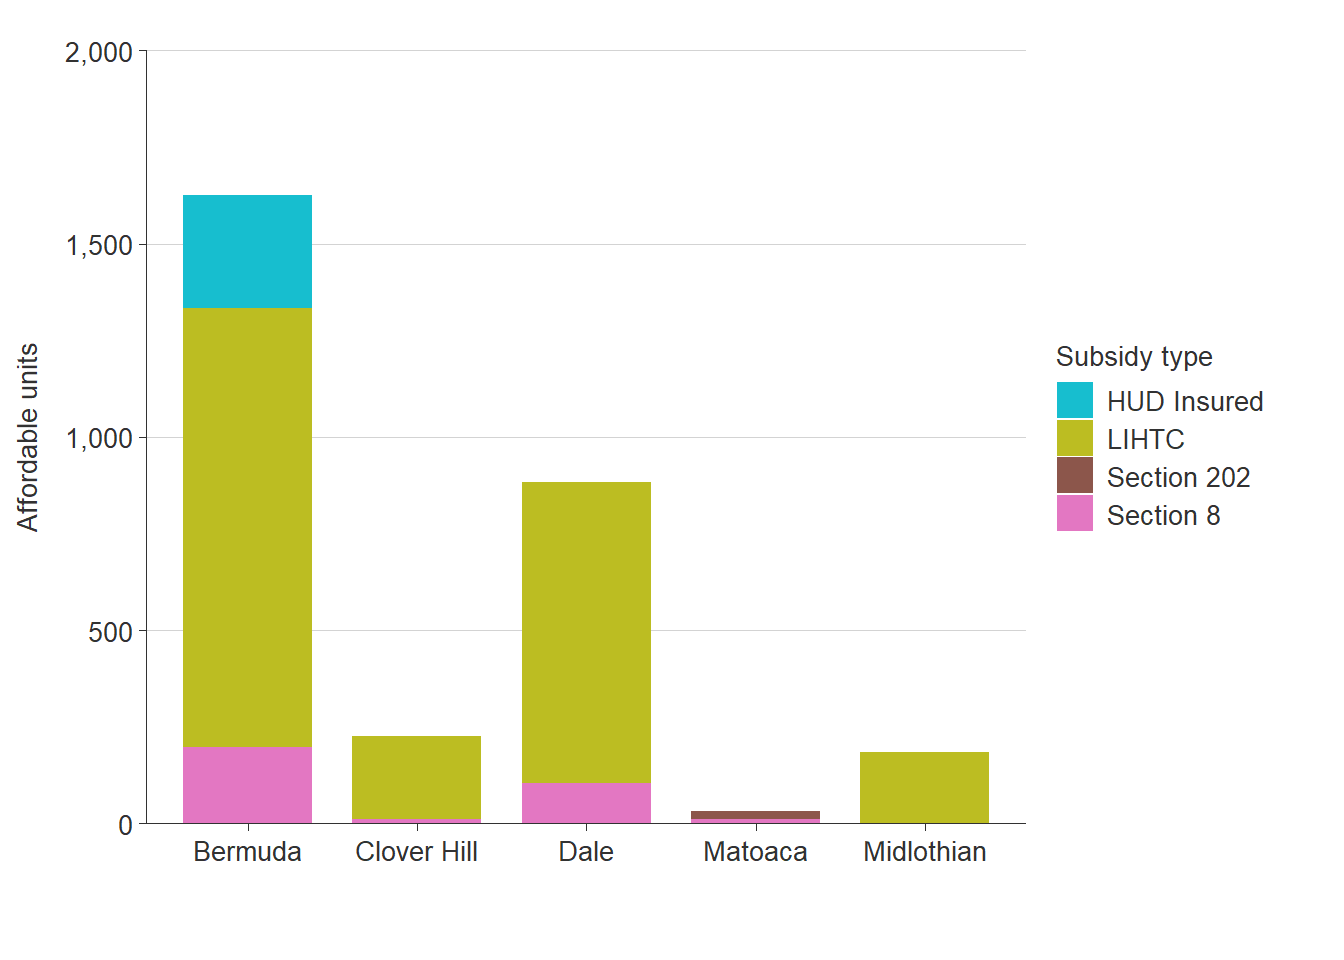 2,000
1,500
1,000
500
0
Affordable units
Bermuda
Clover Hill
Dale
Matoaca
Midlothian
Subsidy type
HUD Insured
LIHTC
Section 202
Section 8